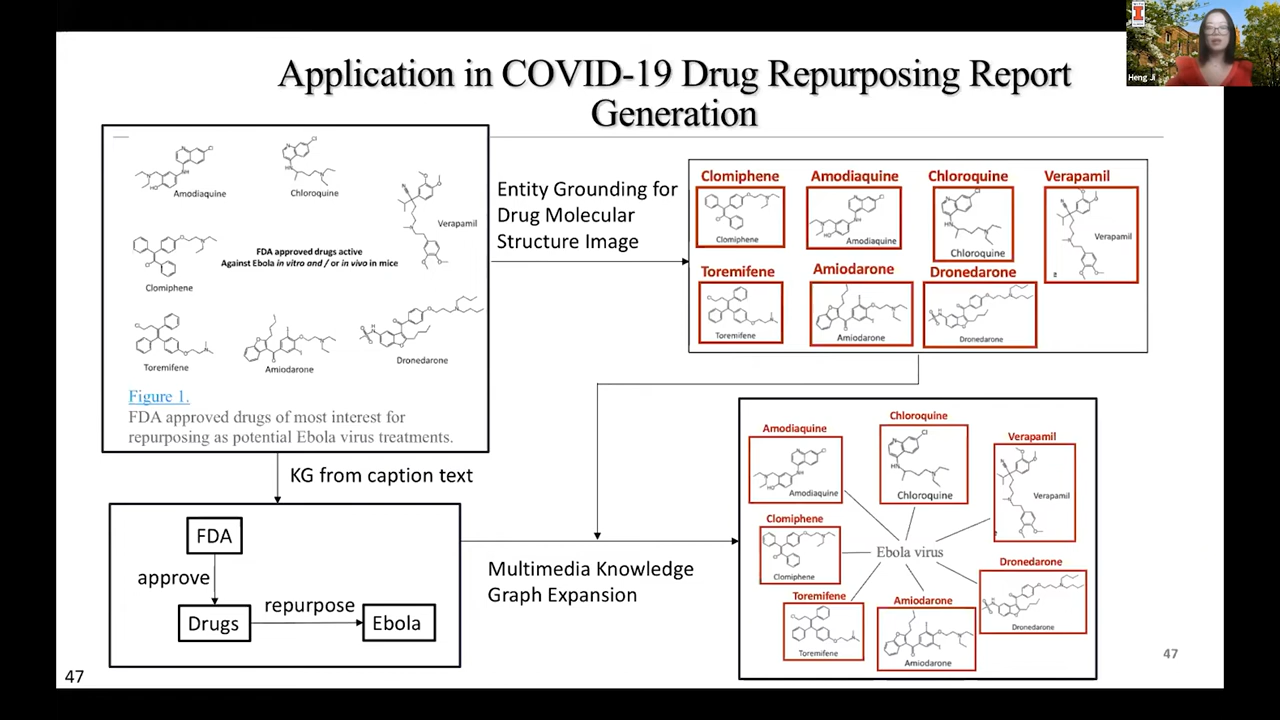 Heng Ji
Application in COVID-19 Drug Repurposing Report
Generation
Amodiaquine
Chloroquine
Verapamil
FDA approved drugs active
Against Ebola in vitro and / or in vivo in mice
Clomiphene
Toremifene
Amiodarone
Dronedarone
Figure 1.
FDA approved drugs of most interest for
repurposing as potential Ebola virus treatments.
Entity Grounding for
Drug Molecular
Structure Image
Clomiphene
Clomiphene
Amodiaquine
Amodiaquine
Chloroquine
Chloroquine
Verapamil
Verapamil
Toremifene
Toremifene
Amiodarone
Amiodarone
Dronedarone
Dronedarone
KG from caption text
FDA
approve
Drugs
repurpose
Ebola
Multimedia Knowledge
Graph Expansion
Amodiaquine
Amodiaquine
Chloroquine
Chloroquine
Verapamil
Verapamil
Clomiphene
Clomiphene
Ebola virus
Dronedarone
Dronedarone
Toremifene
Toremifene
Amiodarone
Amiodarone
47
47